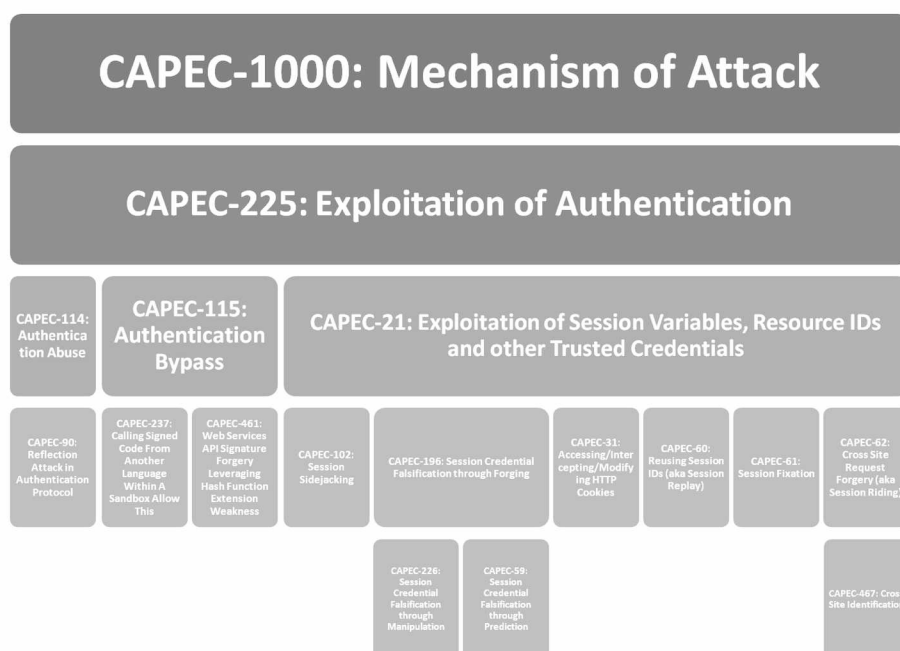 CAPEC-1000: Mechanism of Attack
CAPEC-225: Exploitation of Authentication
CAPEC-114:
Authentica
tion Abuse
CAPEC-115:
Authentication
Bypass
CAPEC-21: Exploitation of Session Variables, Resource IDs
and other Trusted Credentials
CAPEC-90:
Reflection
Attack in
Authentication
Protocol
CAPEC-237:
Calling Signed
Code From
Another
Language
Within A
Sandbox Allow
This
CAPEC-461:
Web Services
API Signature
Forgery
Leveraging
Hash Function
Extension
Weakness
CAPEC-102:
Session
Sidejacking
CAPEC-196: Session Credential
Falsification through Forging
CAPEC-31:
Accessing/Inter
cepting/Modify
ing HTTP
Cookies
CAPEC-60:
Reusing Session
IDs (aka Session
Replay)
CAPEC-61:
Session Fixation
CAPEC-62:
Cross Site
Request
Forgery (aka
Session Riding)
CAPEC-226:
Session
Credential
Falsification
through
Manipulation
CAPEC-59:
Session
Credential
Falsification
through
Prediction
CAPEC-467: Cros
Site Identificatio